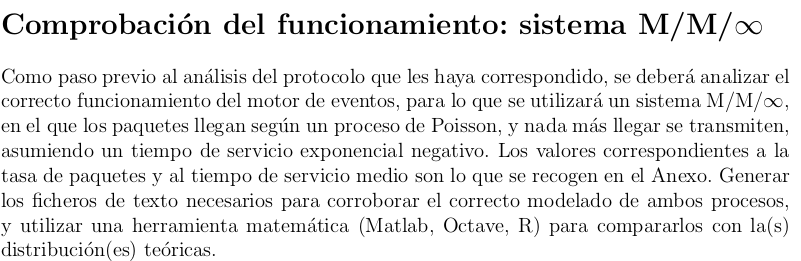 Comprobación del funcionamiento: sistema M/M/∞
Como paso previo al análisis del protocolo que les haya correspondido, se deberá analizar el
correcto funcionamiento del motor de eventos, para lo que se utilizará un sistema M/M/∞,
en el que los paquetes llegan según un proceso de Poisson, y nada más llegar se transmiten,
asumiendo un tiempo de servicio exponencial negativo. Los valores correspondientes a la
tasa de paquetes y al tiempo de servicio medio son lo que se recogen en el Anexo. Generar
los ficheros de texto necesarios para corroborar el correcto modelado de ambos procesos,
y utilizar una herramienta matemática (Matlab, Octave, R) para compararlos con la(s)
distribución(es) teóricas.